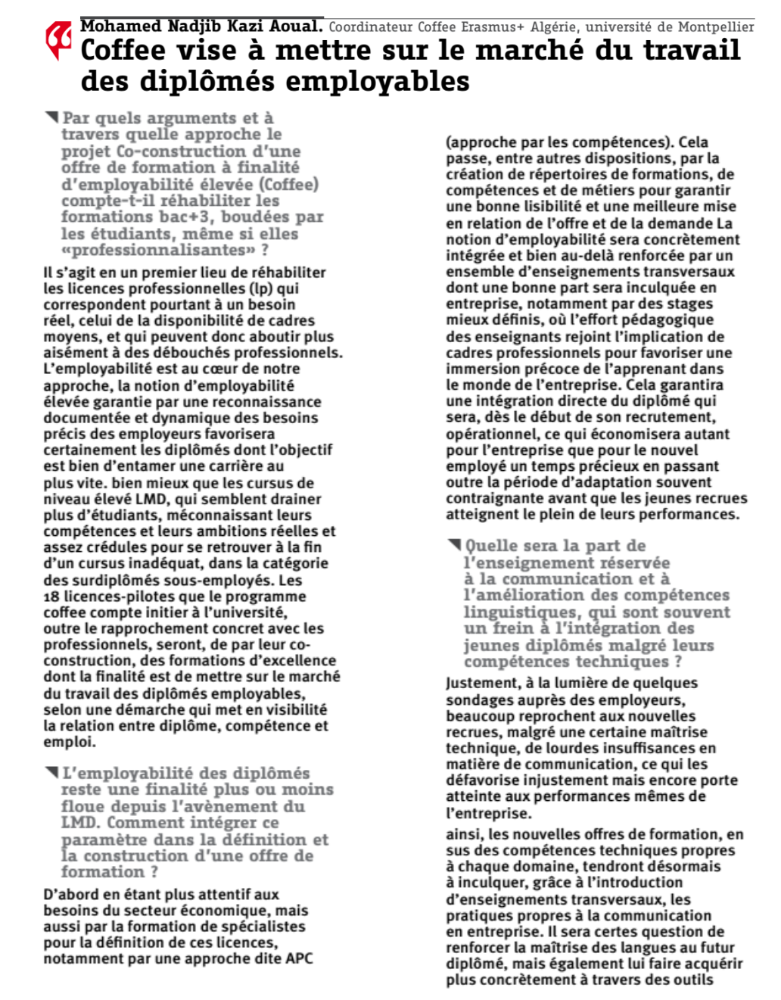 Mohamed Nadjib Kazi Aoual. Coordinateur Coffee Erasmus+ Algérie, université de Montpellier
Coffee vise à mettre sur le marché du travail
des diplômés employables
Par quels arguments et à
travers quelle approche le
projet Co-construction d'une
offre de formation à finalité
d'employabilité élevée (Coffee)
compte-t-il réhabiliter les
formations bac+3, boudées par
les étudiants, même si elles
«professionnalisantes» ?
Il s'agit en un premier lieu de réhabiliter
les licences professionnelles (lp) qui
correspondent pourtant à un besoin
réel, celui de la disponibilité de cadres
moyens, et qui peuvent donc aboutir plus
aisément à des débouchés professionnels.
L'employabilité est au cœur de notre
approche, la notion d'employabilité
élevée garantie par une reconnaissance
documentée et dynamique des besoins
précis des employeurs favorisera
certainement les diplômés dont l'objectif
est bien d'entamer une carrière au
plus vite. bien mieux que les cursus de
niveau élevé LMD, qui semblent drainer
plus d'étudiants, méconnaissant leurs
compétences et leurs ambitions réelles et
assez crédules pour se retrouver à la fin
d'un cursus inadéquat, dans la catégorie
des surdiplômés sous-employés. Les
18 licences-pilotes que le programme
coffee compte initier à l'université,
outre le rapprochement concret avec les
professionnels, seront, de par leur co-
construction, des formations d'excellence
dont la finalité est de mettre sur le marché
du travail des diplômés employables,
selon une démarche qui met en visibilité
la relation entre diplôme, compétence et
emploi.
L'employabilité des diplômés
reste une finalité plus ou moins
floue depuis l'avènement du
LMD. Comment intégrer ce
paramètre dans la définition et
la construction d'une offre de
formation ?
D'abord en étant plus attentif aux
besoins du secteur économique, mais
aussi par la formation de spécialistes
pour la définition de ces licences,
notamment par une approche dite APC
(approche par les compétences). Cela
passe, entre autres dispositions, par la
création de répertoires de formations, de
compétences et de métiers pour garantir
une bonne lisibilité et une meilleure mise
en relation de l'offre et de la demande La
notion d'employabilité sera concrètement
intégrée et bien au-delà renforcée par un
ensemble d'enseignements transversaux
dont une bonne part sera inculquée en
entreprise, notamment par des stages
mieux définis, où l'effort pédagogique
des enseignants rejoint l'implication de
cadres professionnels pour favoriser une
immersion précoce de l'apprenant dans
le monde de l'entreprise. Cela garantira
une intégration directe du diplômé qui
sera, dès le début de son recrutement,
opérationnel, ce qui économisera autant
pour l'entreprise que pour le nouvel
employé un temps précieux en passant
outre la période d'adaptation souvent
contraignante avant que les jeunes recrues
atteignent le plein de leurs performances.
Quelle sera la part de
l'enseignement réservée
à la communication et à
l'amélioration des compétences
linguistiques, qui sont souvent
un frein à l'intégration des
jeunes diplômés malgré leurs
compétences techniques ?
Justement, à la lumière de quelques
sondages auprès des employeurs,
beaucoup reprochent aux nouvelles
recrues, malgré une certaine maîtrise
technique, de lourdes insuffisances en
matière de communication, ce qui les
défavorise injustement mais encore porte
atteinte aux performances mêmes de
l'entreprise.
ainsi, les nouvelles offres de formation, en
sus des compétences techniques propres
à chaque domaine, tendront désormais
à inculquer, grâce à l'introduction
d'enseignements transversaux, les
pratiques propres à la communication
en entreprise. Il sera certes question de
renforcer la maîtrise des langues au futur
diplômé, mais également lui faire acquérir
plus concrètement à travers des outils